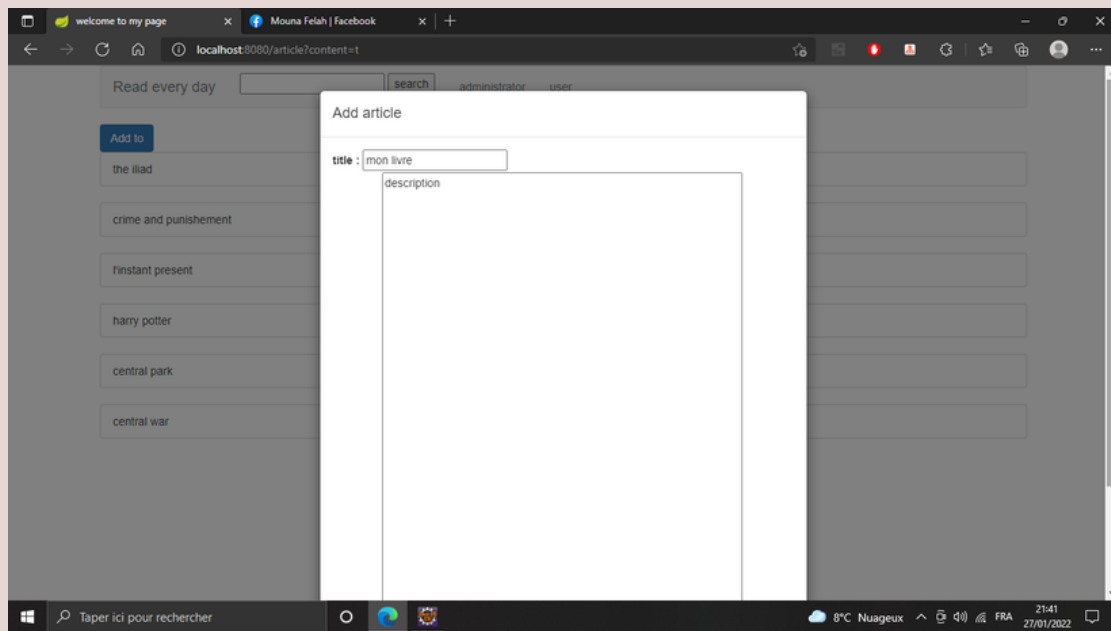 welcome to my page
Mouna Felah | Facebook
localhost:8080/article?content=t
Read every day search administrator user
Add article
Add to
title : mon livre
the iliad
description
crime and punishement
l'instant present
harry potter
central park
central war
Taper ici pour rechercher
8°C Nuageux
FRA
21:41
27/01/2022